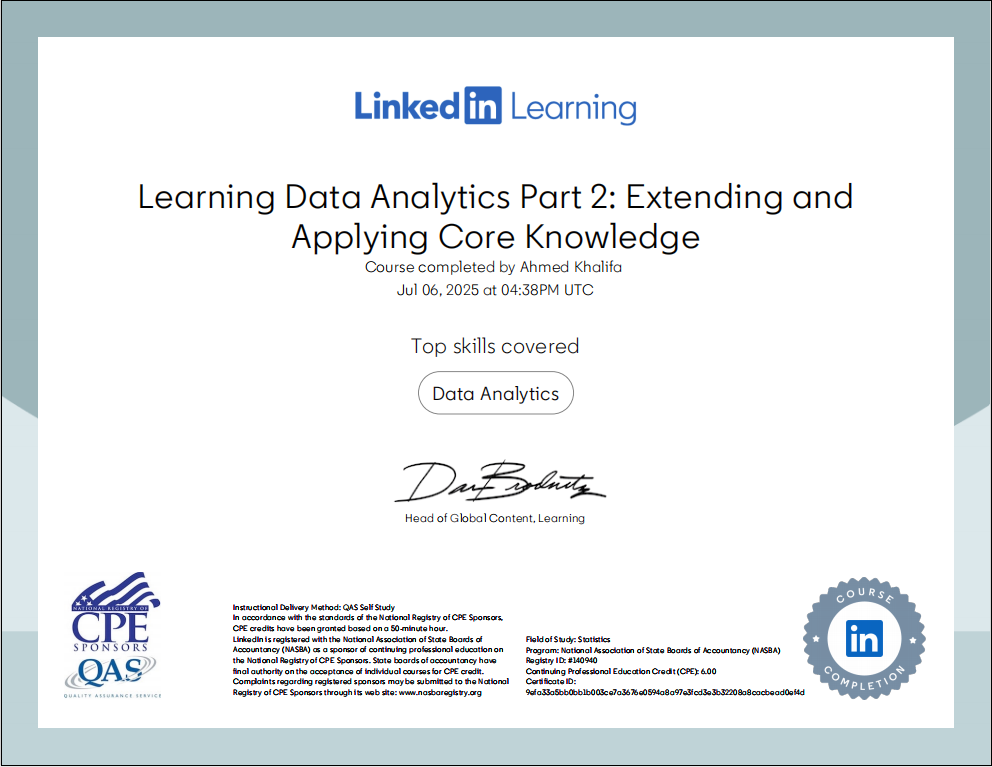 LinkedIn Learning
Learning Data Analytics Part 2: Extending and
Applying Core Knowledge
Course completed by Ahmed Khalifa
Jul 06, 2025 at 04:38PM UTC
Top skills covered
Data Analytics
Head of Global Content, Learning
NATIONAL REGISTRY OF
CPE
SPONSORS
QAS
QUALITY ASSURANCE SERVICE
Instructional Delivery Method: QAS Self Study
In accordance with the standards of the National Registry of CPE Sponsors,
CPE credits have been granted based on a 50-minute hour.
LinkedIn is registered with the National Association of State Boards of
Accountancy (NASBA) as a sponsor of continuing professional education on
the National Registry of CPE Sponsors. State boards of accountancy have
final authority on the acceptance of individual courses for CPE credit.
Complaints regarding registered sponsors may be submitted to the National
Registry of CPE Sponsors through its web site: www.nasbaregistry.org
Field of Study: Statistics
Program: National Association of State Boards of Accountancy (NASBA)
Registry ID: #140940
Continuing Professional Education Credit (CPE): 6.00
Certificate ID:
COURSE
in
COMPLETION